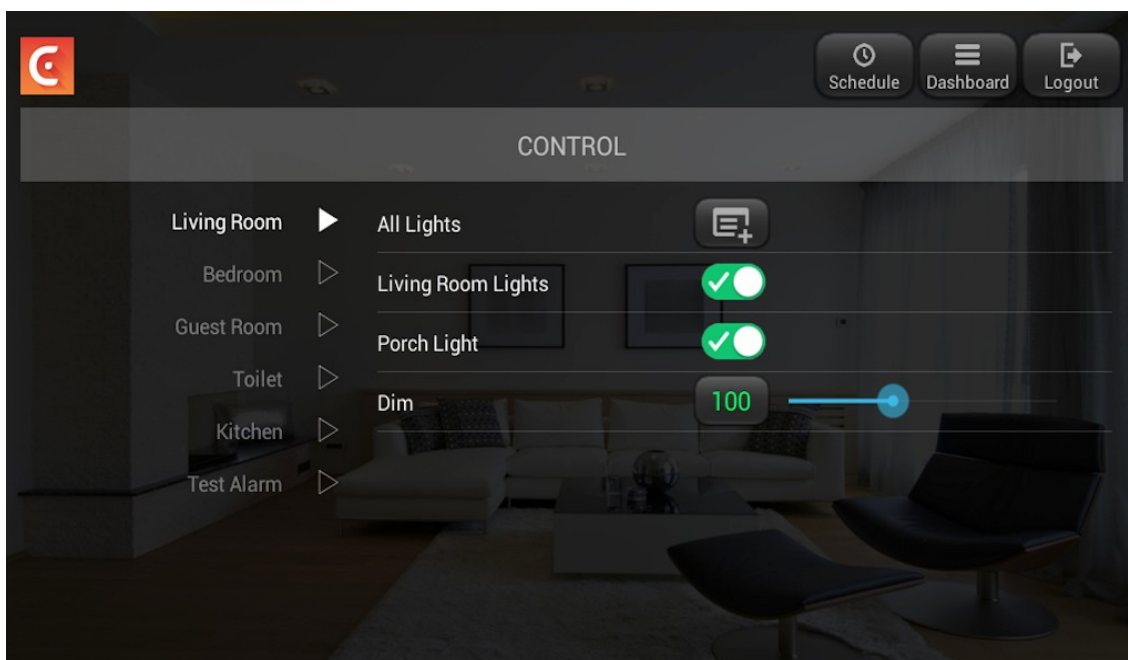 Schedule
Dashboard
Logout
CONTROL
Living Room
Bedroom
Guest Room
Toilet
Kitchen
Test Alarm
All Lights
Living Room Lights
Porch Light
Dim 100